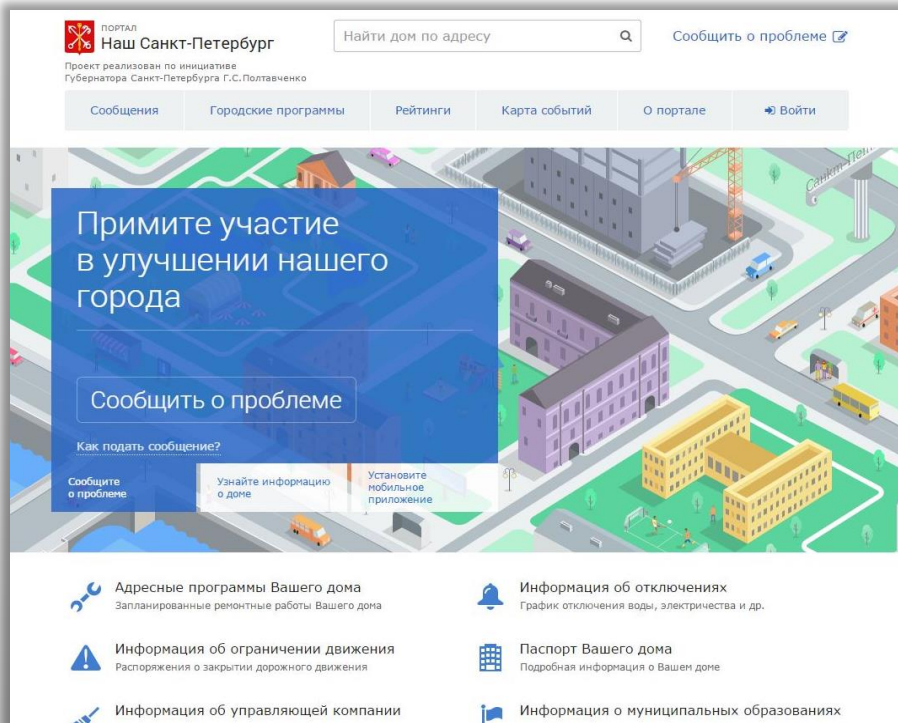 ПОРТАЛ
Наш Санкт-Петербург
Проект реализован по инициативе
Губернатора Санкт-Петербурга Г.С.Полтавченко
Найти дом по адресу
Сообщить о проблеме
Сообщения
Городские программы
Рейтинги
Карта событий
О портале
Войти
Санкт-Пете
Примите участие
в улучшении нашего
города
Сообщить о проблеме
Как подать сообщение?
Сообщите
о проблеме
Узнайте информацию
о доме
Установите
мобильное
приложение
Адресные программы Вашего дома
Запланированные ремонтные работы Вашего дома
Информация об отключениях
График отключения воды, электричества и др.
Информация об ограничении движения
Распоряжения о закрытии дорожного движения
Паспорт Вашего дома
Подробная информация о Вашем доме
Информация об управляющей компании
Информация о муниципальных образованиях